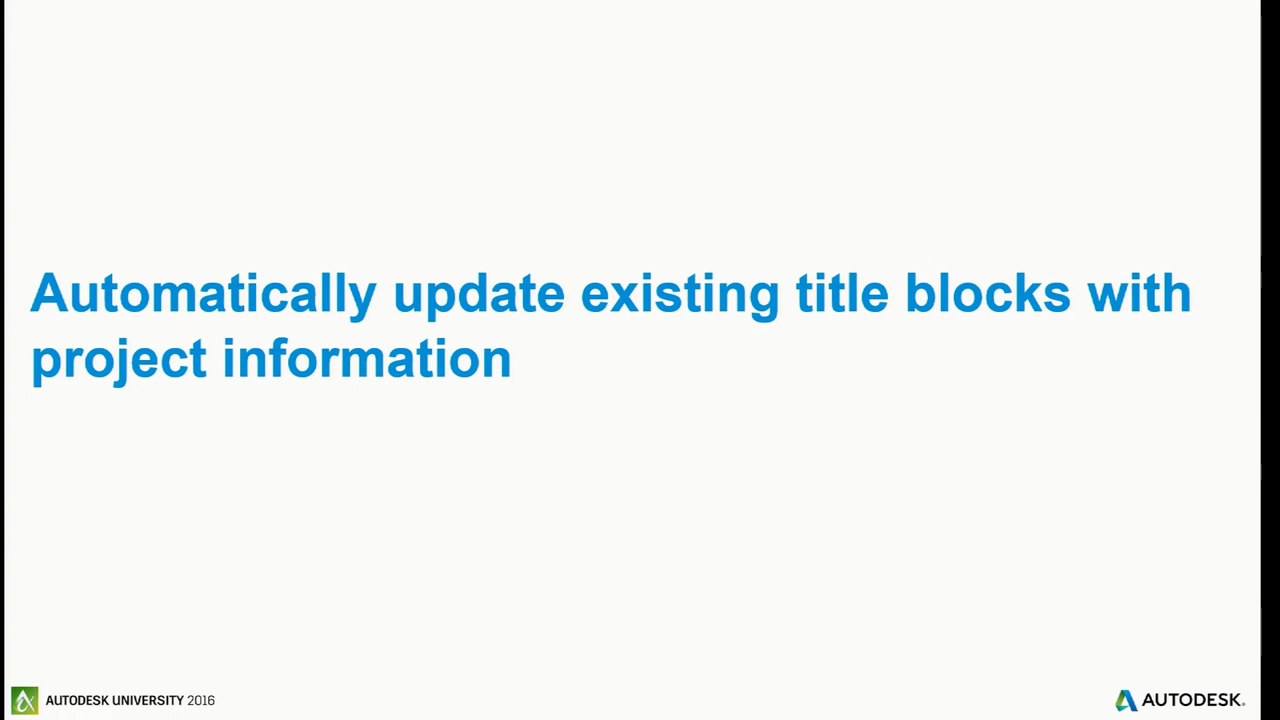 Automatically update existing title blocks with
project information
AUTODESK UNIVERSITY 2016
AUTODESK.